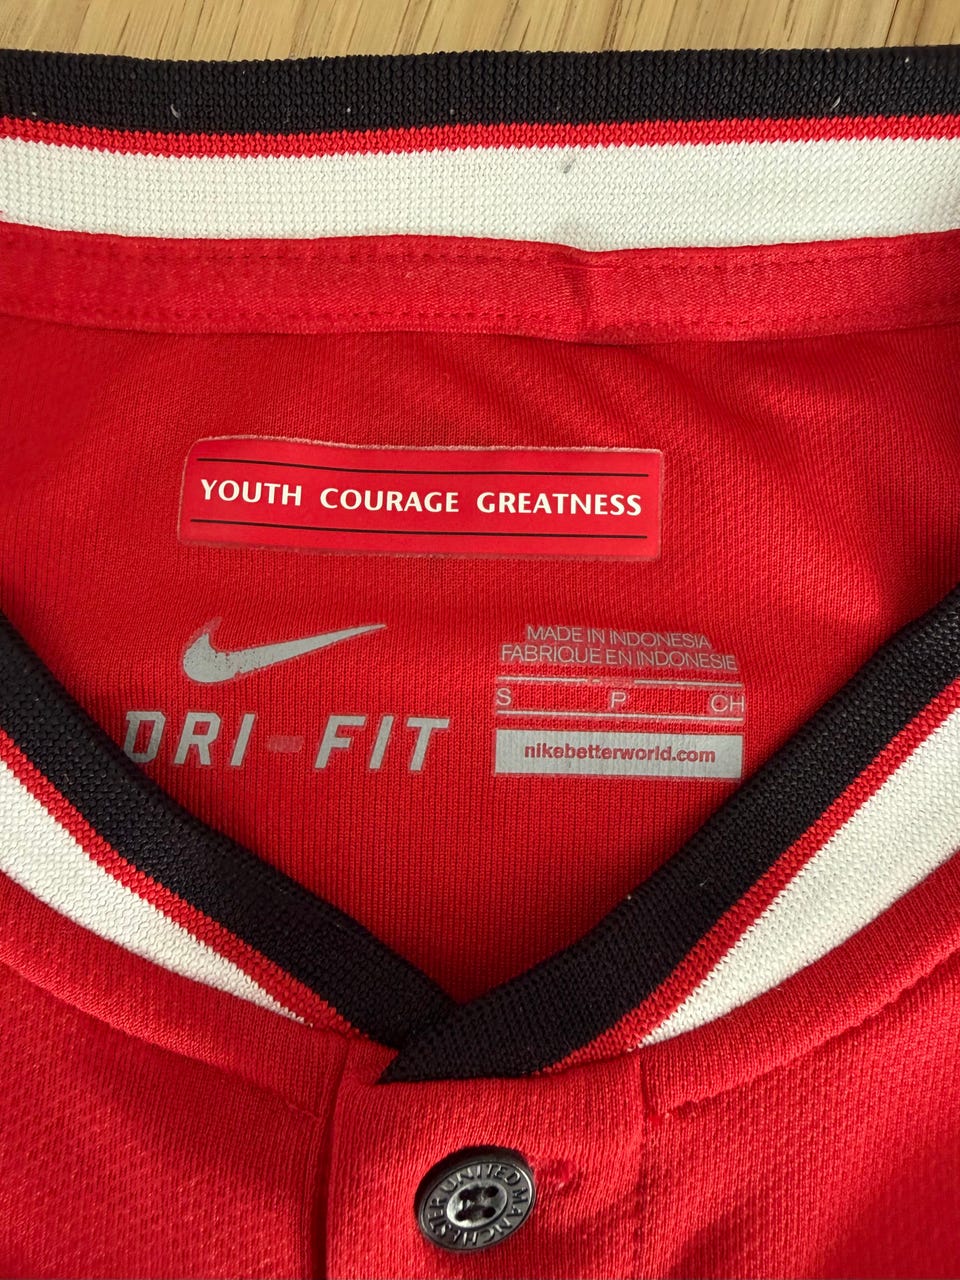 YOUTH COURAGE GREATNESS
DRI-FIT
MADE IN INDONESIA
FABRIQUE EN INDONESIE
S P CH
nikebetterworld.com
MANCHESTER UNITED